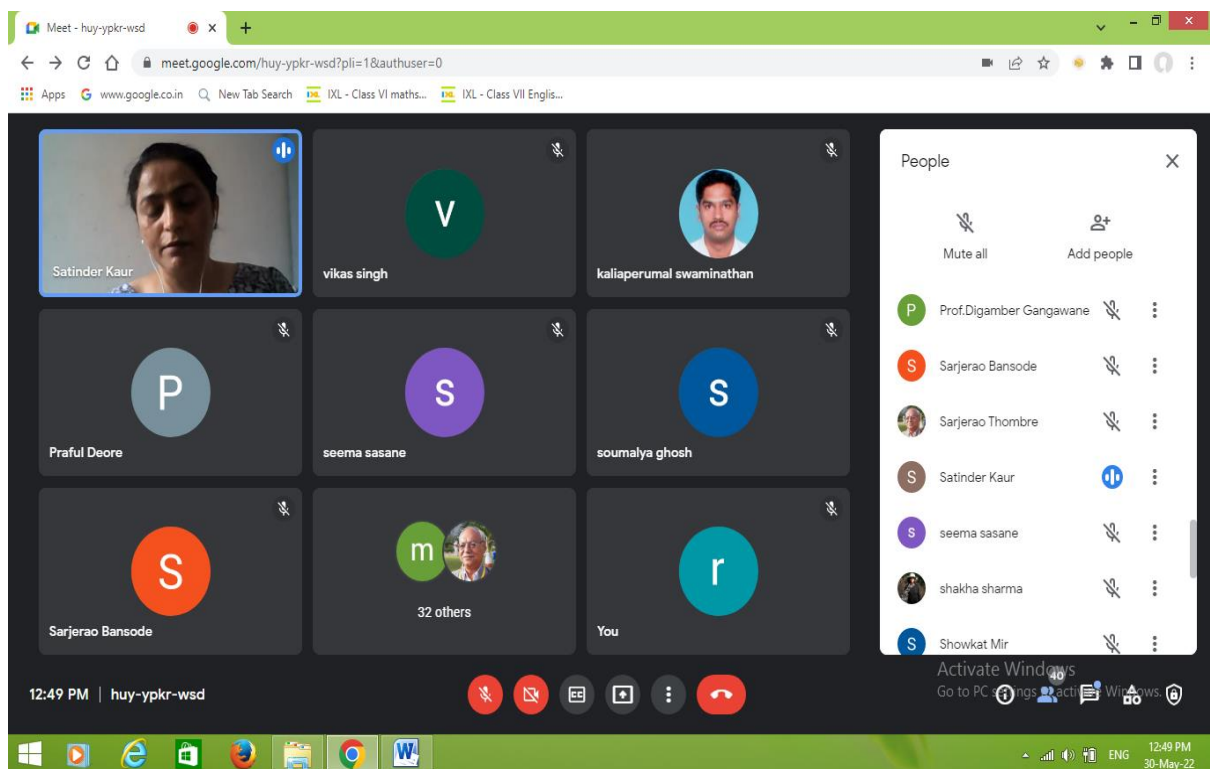 Meet - huy-ypkr-wsd
meet.google.com/huy-ypkr-wsd?pli=1&authuser=0
Apps G www.google.co.in New Tab Search IXL - Class VI maths... IXL - Class VII Englis...
Satinder Kaur
V
vikas singh
kaliaperumal swaminathan
P
Praful Deore
S
seema sasane
S
soumalya ghosh
S
Sarjerao Bansode
m
32 others
r
You
People
Mute all Add people
P Prof.Digamber Gangawane
S Sarjerao Bansode
Sarjerao Thombre
S Satinder Kaur
s seema sasane
shakha sharma
S Showkat Mir
Activate Windows
Go to PC settings to activate Windows.
40
12:49 PM | huy-ypkr-wsd
CC
W
ENG
12:49 PM
30-May-22